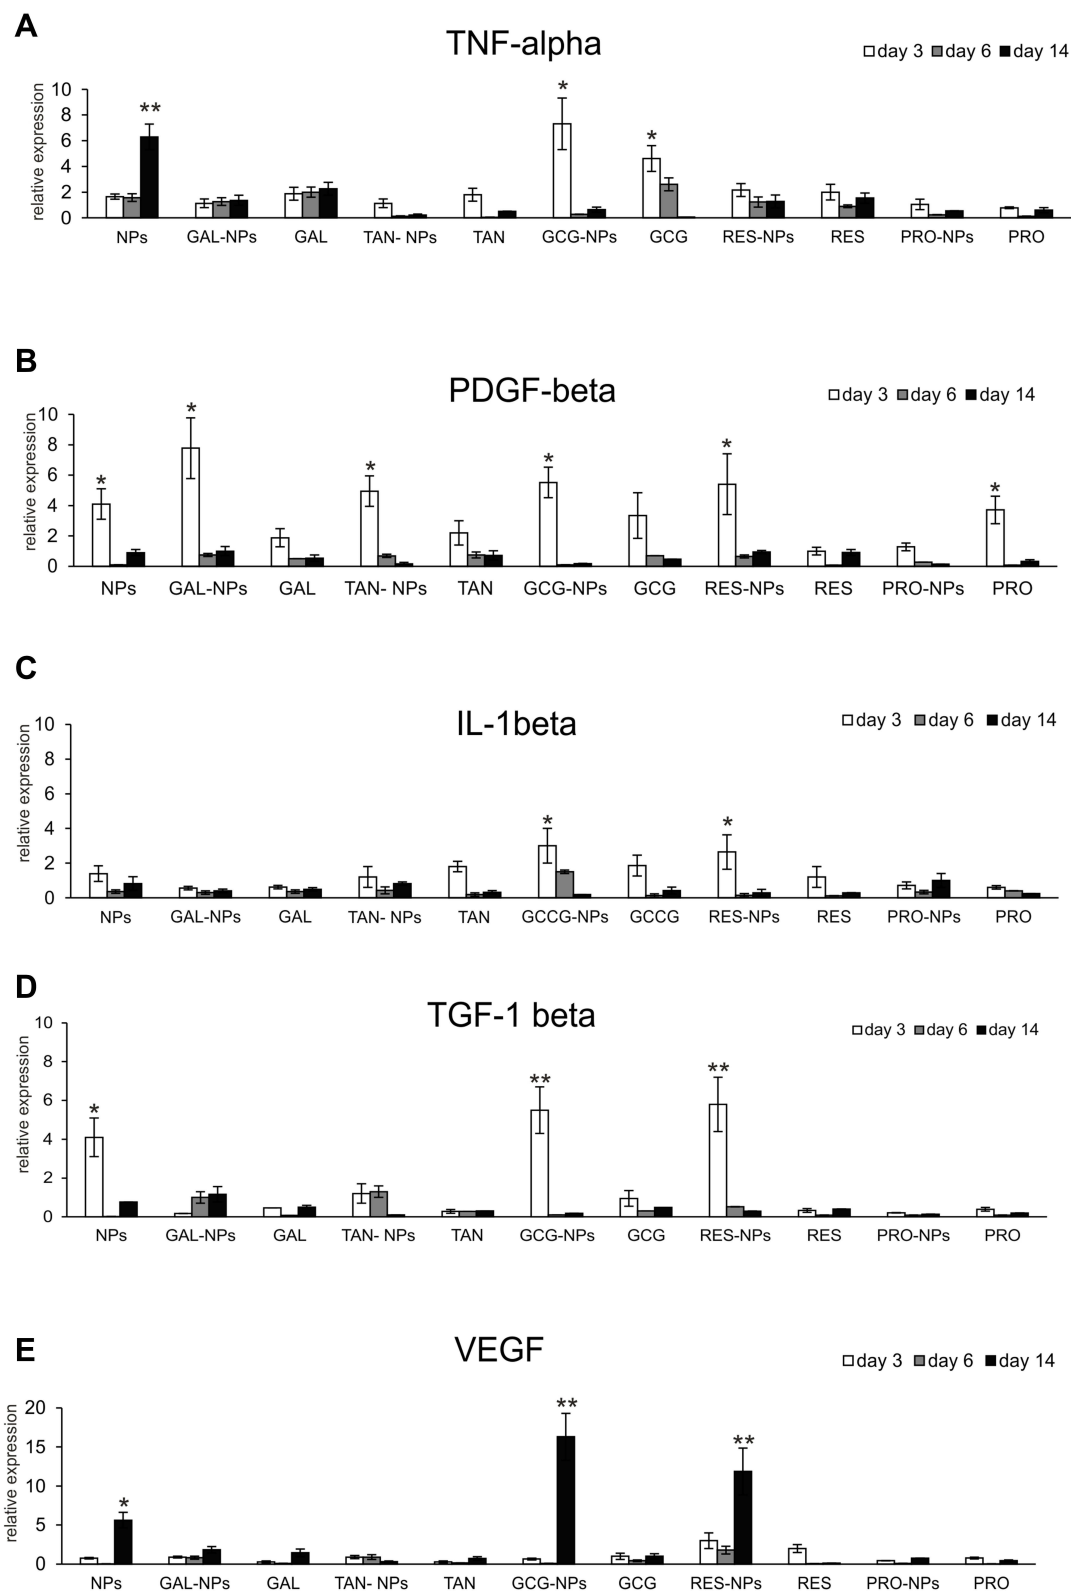 A
TNF-alpha
day 3 day 6 day 14
relative expression
10
8
6
4
2
0
**
*
*
NPs GAL-NPs GAL TAN- NPs TAN GCG-NPs GCG RES-NPs RES PRO-NPs PRO
B
PDGF-beta
day 3 day 6 day 14
relative expression
10
8
6
4
2
0
*
*
*
*
*
*
NPs GAL-NPs GAL TAN- NPs TAN GCG-NPs GCG RES-NPs RES PRO-NPs PRO
C
IL-1beta
day 3 day 6 day 14
relative expression
10
8
6
4
2
0
*
*
NPs GAL-NPs GAL TAN- NPs TAN GCCG-NPs GCCG RES-NPs RES PRO-NPs PRO
D
TGF-1 beta
day 3 day 6 day 14
relative expression
10
8
6
4
2
0
*
**
**
NPs GAL-NPs GAL TAN- NPs TAN GCG-NPs GCG RES-NPs RES PRO-NPs PRO
E
VEGF
day 3 day 6 day 14
relative expression
20
15
10
5
0
*
**
**
NPs GAL-NPs GAL TAN- NPs TAN GCG-NPs GCG RES-NPs RES PRO-NPs PRO